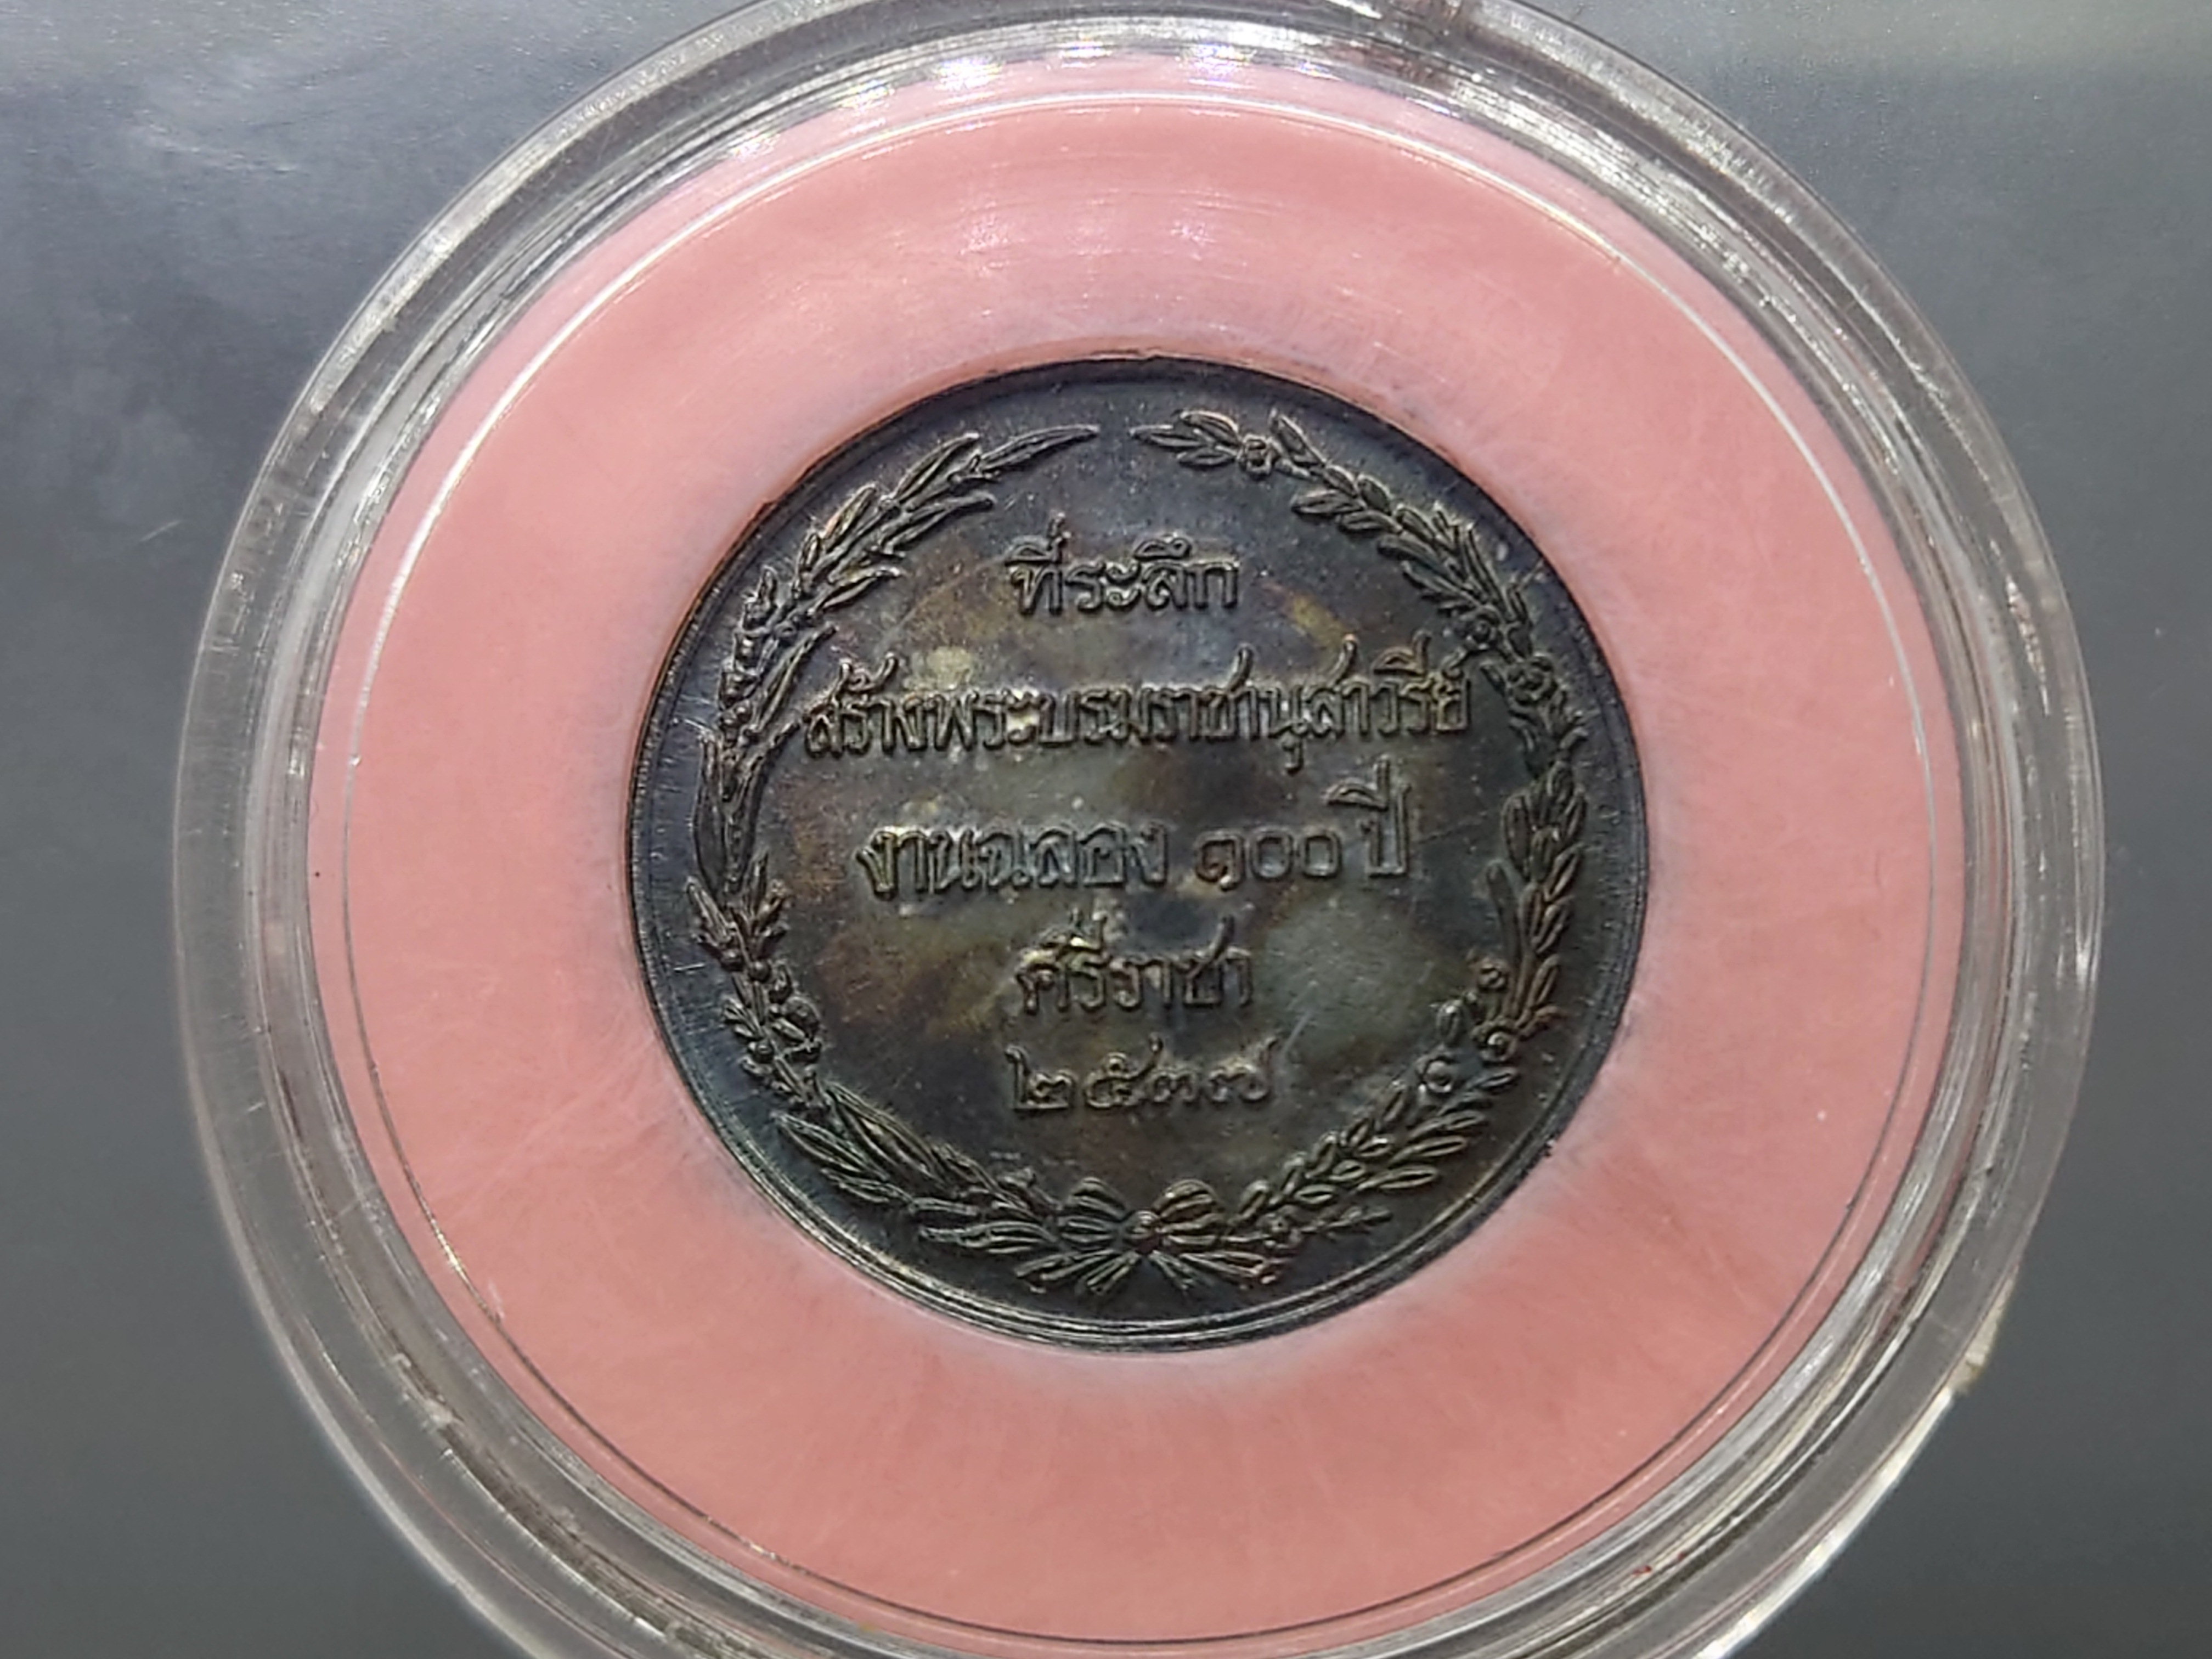 ที่ระลึก
สร้างพระบรมราชานุสาวรีย์
งานฉลอง ๑๐๐ ปี
ศรีราชา
๒๕๓๗